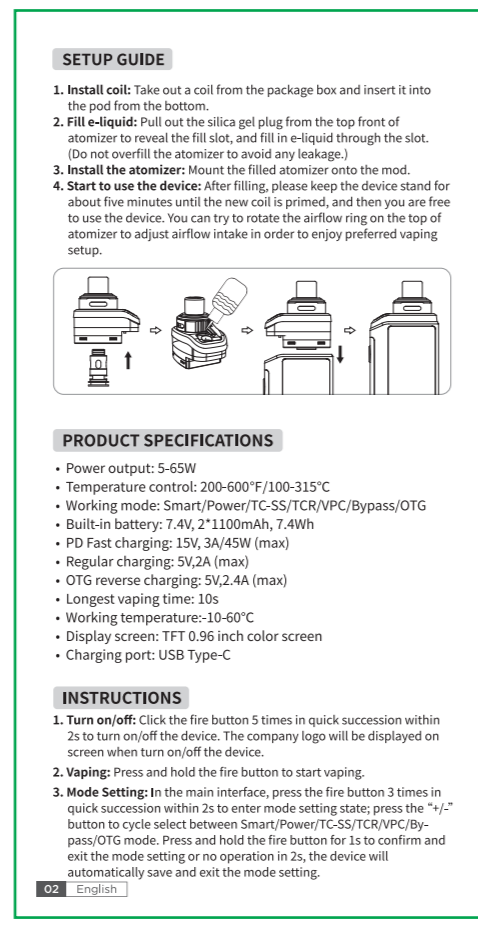 SETUP GUIDE
1. Install coil: Take out a coil from the package box and insert it into
the pod from the bottom.
2. Fill e-liquid: Pull out the silica gel plug from the top front of
atomizer to reveal the fill slot, and fill in e-liquid through the slot.
(Do not overfill the atomizer to avoid any leakage.)
3. Install the atomizer: Mount the filled atomizer onto the mod.
4. Start to use the device: After filling, please keep the device stand for
about five minutes until the new coil is primed, and then you are free
to use the device. You can try to rotate the airflow ring on the top of
atomizer to adjust airflow intake in order to enjoy preferred vaping
setup.
PRODUCT SPECIFICATIONS
• Power output: 5-65W
• Temperature control: 200-600°F/100-315°C
• Working mode: Smart/Power/TC-SS/TCR/VPC/Bypass/OTG
• Built-in battery: 7.4V, 2*1100mAh, 7.4Wh
• PD Fast charging: 15V, 3A/45W (max)
• Regular charging: 5V,2A (max)
• OTG reverse charging: 5V,2.4A (max)
• Longest vaping time: 10s
• Working temperature:-10-60°C
• Display screen: TFT 0.96 inch color screen
• Charging port: USB Type-C
INSTRUCTIONS
1. Turn on/off: Click the fire button 5 times in quick succession within
2s to turn on/off the device. The company logo will be displayed on
screen when turn on/off the device.
2. Vaping: Press and hold the fire button to start vaping.
3. Mode Setting: In the main interface, press the fire button 3 times in
quick succession within 2s to enter mode setting state; press the “+/-”
button to cycle select between Smart/Power/TC-SS/TCR/VPC/By-
pass/OTG mode. Press and hold the fire button for 1s to confirm and
exit the mode setting or no operation in 2s, the device will
automatically save and exit the mode setting.
02 English